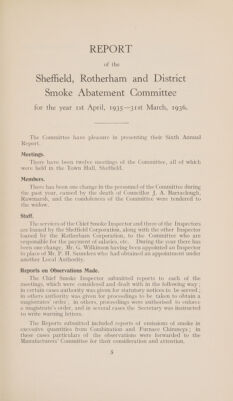 REPORT
of the
Sheffield, Rotherham and District
Smoke Abatement Committee
for the year 1st April, 1935—31st March, 1936.
The Committee have pleasure in presenting their Sixth Annual
Report.
Meetings.
There have been twelve meetings of the Committee, all of which
were held in the Town Hall, Sheffield.
Members.
There has been one change in the personnel of the Committee during
the past year, caused by the death of Councillor J. A. Barraclough,
Rawmarsh, and the condolences of the Committee were tendered to
the widow.
Staff.
The services of the Chief Smoke Inspector and three of the Inspectors
are loaned by the Sheffield Corporation, along with the other Inspector
loaned by the Rotherham Corporation, to the Committee who are
responsible for the payment of salaries, etc. During the year there has
been one change. Mr. G. Wilkinson having been appointed an Inspector
in place of Mr. P. H. Saunders who had obtained an appointment under
another Local Authority.
Reports on Observations Made.
The Chief Smoke Inspector submitted reports to each of the
meetings, which were considered and dealt with in the following way;
in certain cases authority was given for statutory notices to be served;
in others authority was given for proceedings to be taken to obtain a
magistrates' order; in others, proceedings were authorised to enforce
a magistrate's order, and in several cases the Secretary was instructed
to write warning letters.
The Reports submitted included reports of emissions of smoke in
excessive quantities from Combination and Furnace Chimneys; in
these cases particulars of the observations were forwarded to the
Manufacturers' Committee for their consideration and attention.
5